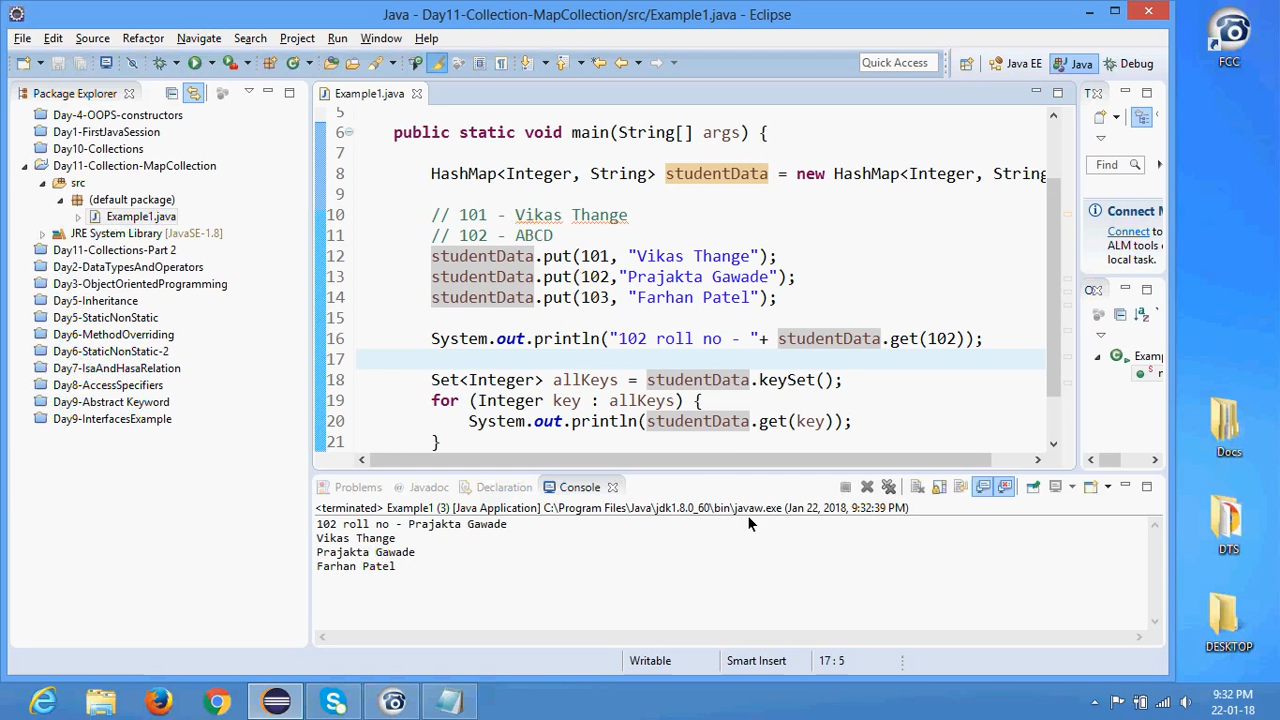 Java - Day11-Collection-MapCollection/src/Example1.java - Eclipse
File Edit Source Refactor Navigate Search Project Run Window Help
Quick Access Java EE Java Debug
Package Explorer
Day-4-OOPS-constructors
Day1-FirstJavaSession
Day10-Collections
Day11-Collection-MapCollection
src
(default package)
Example1.java
JRE System Library [JavaSE-1.8]
Day11-Collections-Part 2
Day2-DataTypesAndOperators
Day3-ObjectOrientedProgramming
Day5-Inheritance
Day5-StaticNonStatic
Day6-MethodOverriding
Day6-StaticNonStatic-2
Day7-IsaAndHasaRelation
Day8-AccessSpecifiers
Day9-Abstract Keyword
Day9-InterfacesExample
Example1.java
5
6 public static void main(String[] args) {
7
8 HashMap<Integer, String> studentData = new HashMap<Integer, String
9
10 // 101 - Vikas Thange
11 // 102 - ABCD
12 studentData.put(101, "Vikas Thange");
13 studentData.put(102,"Prajakta Gawade");
14 studentData.put(103, "Farhan Patel");
15
16 System.out.println("102 roll no - "+ studentData.get(102));
17
18 Set<Integer> allKeys = studentData.keySet();
19 for (Integer key : allKeys) {
20 System.out.println(studentData.get(key));
21 }
T
Find
Connect M
Connect to
ALM tools
local task.
O
Examp
Problems Javadoc Declaration Console
<terminated> Example1 (3) [Java Application] C:\Program Files\Java\jdk1.8.0_60\bin\javaw.exe (Jan 22, 2018, 9:32:39 PM)
102 roll no - Prajakta Gawade
Vikas Thange
Prajakta Gawade
Farhan Patel
Writable Smart Insert 17 : 5
FCC
Docs
DTS
DESKTOP
9:32 PM
22-01-18